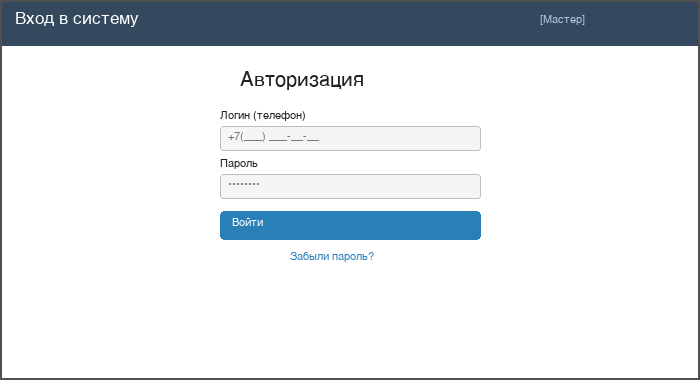 Вход в систему
[Мастер]
Авторизация
Логин (телефон)
+7(___) ___-__-__
Пароль
••••••••
Войти
Забыли пароль?